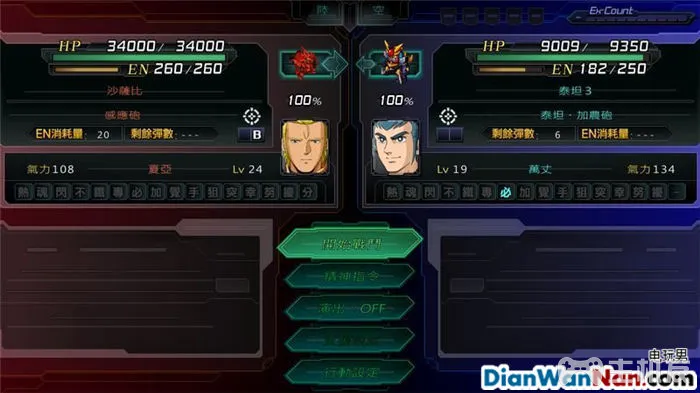 陸 空 Ex-Count
HP 34000 / 34000
EN 260/260
沙薩比
感應砲
100%
EN消耗量: 20 剩餘彈數: ---
B
氣力108 夏亞 Lv 24
熱 魂 閃 不 鐵 專 必 加 覺 手 狙 突 幸 努 援 分
HP 9009 / 9350
EN 182/250
泰坦3
泰坦・加農砲
100%
剩餘彈數: 6 EN消耗量: ---
Lv 19 萬丈 氣力134
熱 魂 閃 不 鐵 專 必 加 覺 手 狙 突 幸 努 援 -
開始戰鬥
精神指令
演出 OFF
行動設定
电玩男
DianWanNan.com